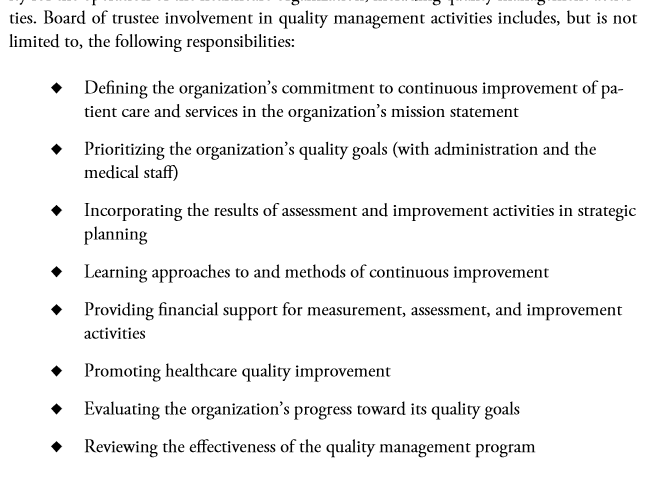 ties. Board of trustee involvement in quality management activities includes, but is not
limited to, the following responsibilities:
◆ Defining the organization's commitment to continuous improvement of pa-
tient care and services in the organization's mission statement
◆ Prioritizing the organization's quality goals (with administration and the
medical staff)
◆ Incorporating the results of assessment and improvement activities in strategic
planning
◆ Learning approaches to and methods of continuous improvement
◆ Providing financial support for measurement, assessment, and improvement
activities
◆ Promoting healthcare quality improvement
◆ Evaluating the organization's progress toward its quality goals
◆ Reviewing the effectiveness of the quality management program